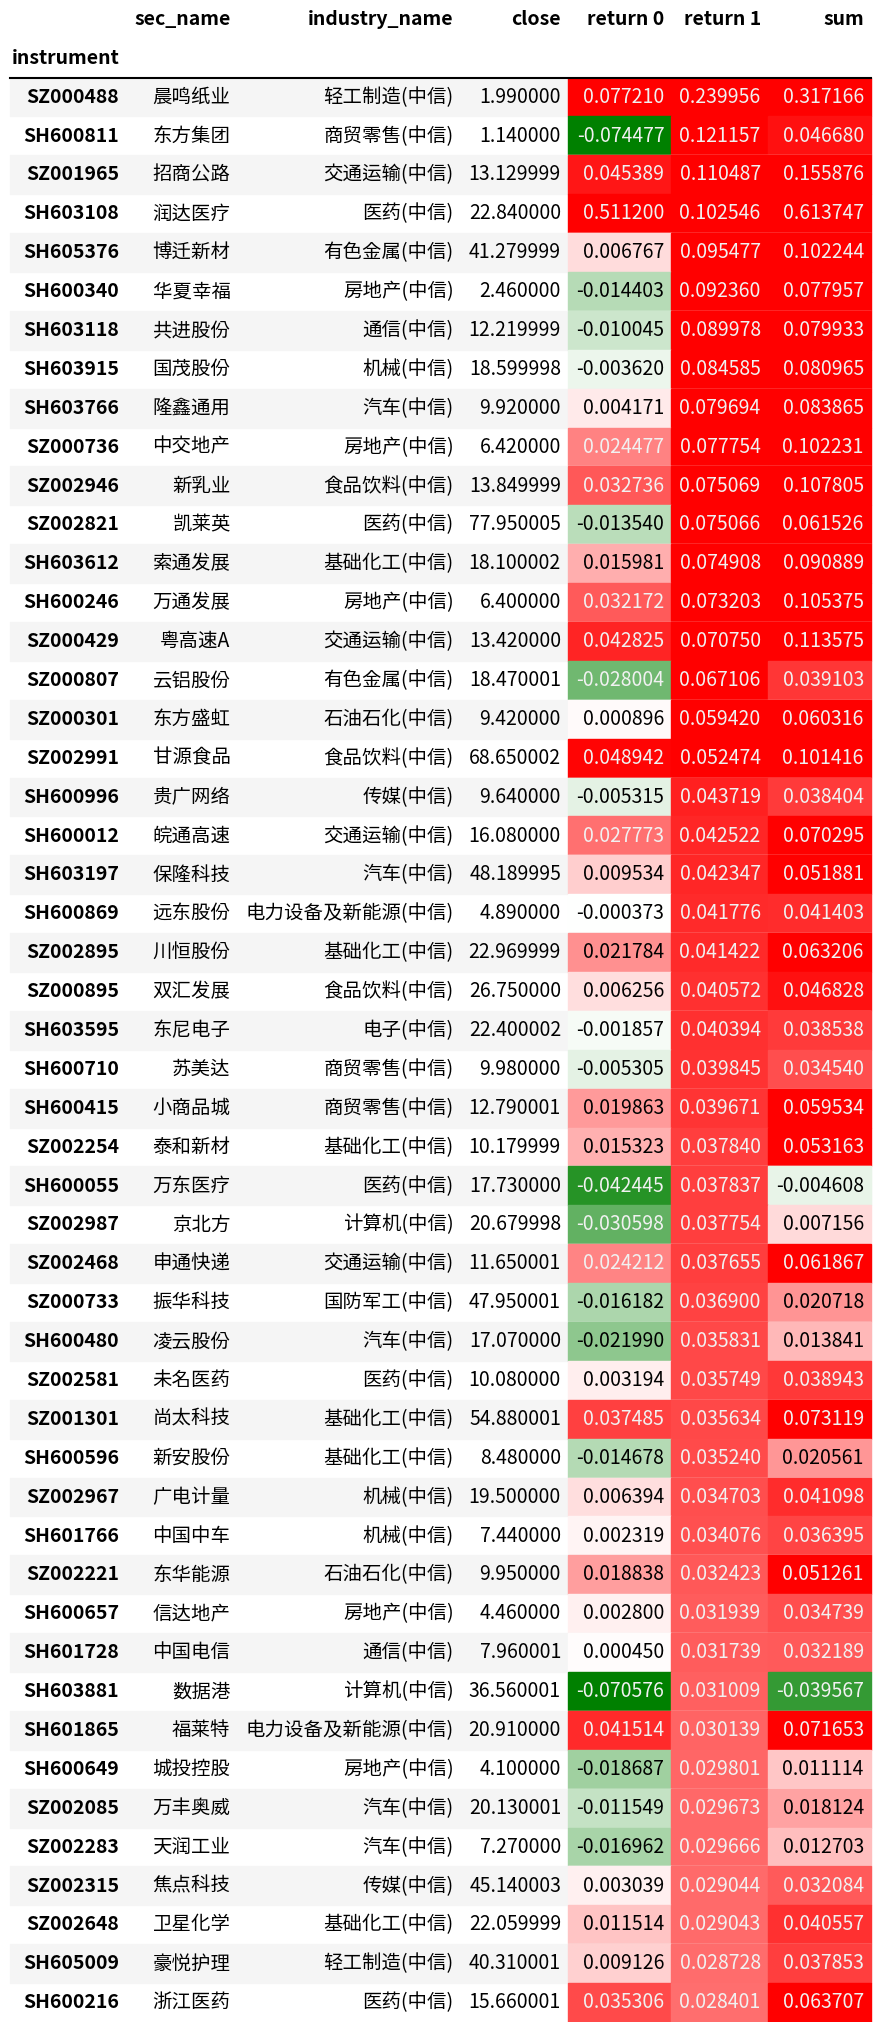 sec_name industry_name close return 0 return 1 sum
instrument
SZ000488 晨鸣纸业 轻工制造(中信) 1.990000 0.077210 0.239956 0.317166
SH600811 东方集团 商贸零售(中信) 1.140000 -0.074477 0.121157 0.046680
SZ001965 招商公路 交通运输(中信) 13.129999 0.045389 0.110487 0.155876
SH603108 润达医疗 医药(中信) 22.840000 0.511200 0.102546 0.613747
SH605376 博迁新材 有色金属(中信) 41.279999 0.006767 0.095477 0.102244
SH600340 华夏幸福 房地产(中信) 2.460000 -0.014403 0.092360 0.077957
SH603118 共进股份 通信(中信) 12.219999 -0.010045 0.089978 0.079933
SH603915 国茂股份 机械(中信) 18.599998 -0.003620 0.084585 0.080965
SH603766 隆鑫通用 汽车(中信) 9.920000 0.004171 0.079694 0.083865
SZ000736 中交地产 房地产(中信) 6.420000 0.024477 0.077754 0.102231
SZ002946 新乳业 食品饮料(中信) 13.849999 0.032736 0.075069 0.107805
SZ002821 凯莱英 医药(中信) 77.950005 -0.013540 0.075066 0.061526
SH603612 索通发展 基础化工(中信) 18.100002 0.015981 0.074908 0.090889
SH600246 万通发展 房地产(中信) 6.400000 0.032172 0.073203 0.105375
SZ000429 粤高速A 交通运输(中信) 13.420000 0.042825 0.070750 0.113575
SZ000807 云铝股份 有色金属(中信) 18.470001 -0.028004 0.067106 0.039103
SZ000301 东方盛虹 石油石化(中信) 9.420000 0.000896 0.059420 0.060316
SZ002991 甘源食品 食品饮料(中信) 68.650002 0.048942 0.052474 0.101416
SH600996 贵广网络 传媒(中信) 9.640000 -0.005315 0.043719 0.038404
SH600012 皖通高速 交通运输(中信) 16.080000 0.027773 0.042522 0.070295
SH603197 保隆科技 汽车(中信) 48.189995 0.009534 0.042347 0.051881
SH600869 远东股份 电力设备及新能源(中信) 4.890000 -0.000373 0.041776 0.041403
SZ002895 川恒股份 基础化工(中信) 22.969999 0.021784 0.041422 0.063206
SZ000895 双汇发展 食品饮料(中信) 26.750000 0.006256 0.040572 0.046828
SH603595 东尼电子 电子(中信) 22.400002 -0.001857 0.040394 0.038538
SH600710 苏美达 商贸零售(中信) 9.980000 -0.005305 0.039845 0.034540
SH600415 小商品城 商贸零售(中信) 12.790001 0.019863 0.039671 0.059534
SZ002254 泰和新材 基础化工(中信) 10.179999 0.015323 0.037840 0.053163
SH600055 万东医疗 医药(中信) 17.730000 -0.042445 0.037837 -0.004608
SZ002987 京北方 计算机(中信) 20.679998 -0.030598 0.037754 0.007156
SZ002468 申通快递 交通运输(中信) 11.650001 0.024212 0.037655 0.061867
SZ000733 振华科技 国防军工(中信) 47.950001 -0.016182 0.036900 0.020718
SH600480 凌云股份 汽车(中信) 17.070000 -0.021990 0.035831 0.013841
SZ002581 未名医药 医药(中信) 10.080000 0.003194 0.035749 0.038943
SZ001301 尚太科技 基础化工(中信) 54.880001 0.037485 0.035634 0.073119
SH600596 新安股份 基础化工(中信) 8.480000 -0.014678 0.035240 0.020561
SZ002967 广电计量 机械(中信) 19.500000 0.006394 0.034703 0.041098
SH601766 中国中车 机械(中信) 7.440000 0.002319 0.034076 0.036395
SZ002221 东华能源 石油石化(中信) 9.950000 0.018838 0.032423 0.051261
SH600657 信达地产 房地产(中信) 4.460000 0.002800 0.031939 0.034739
SH601728 中国电信 通信(中信) 7.960001 0.000450 0.031739 0.032189
SH603881 数据港 计算机(中信) 36.560001 -0.070576 0.031009 -0.039567
SH601865 福莱特 电力设备及新能源(中信) 20.910000 0.041514 0.030139 0.071653
SH600649 城投控股 房地产(中信) 4.100000 -0.018687 0.029801 0.011114
SZ002085 万丰奥威 汽车(中信) 20.130001 -0.011549 0.029673 0.018124
SZ002283 天润工业 汽车(中信) 7.270000 -0.016962 0.029666 0.012703
SZ002315 焦点科技 传媒(中信) 45.140003 0.003039 0.029044 0.032084
SZ002648 卫星化学 基础化工(中信) 22.059999 0.011514 0.029043 0.040557
SH605009 豪悦护理 轻工制造(中信) 40.310001 0.009126 0.028728 0.037853
SH600216 浙江医药 医药(中信) 15.660001 0.035306 0.028401 0.063707